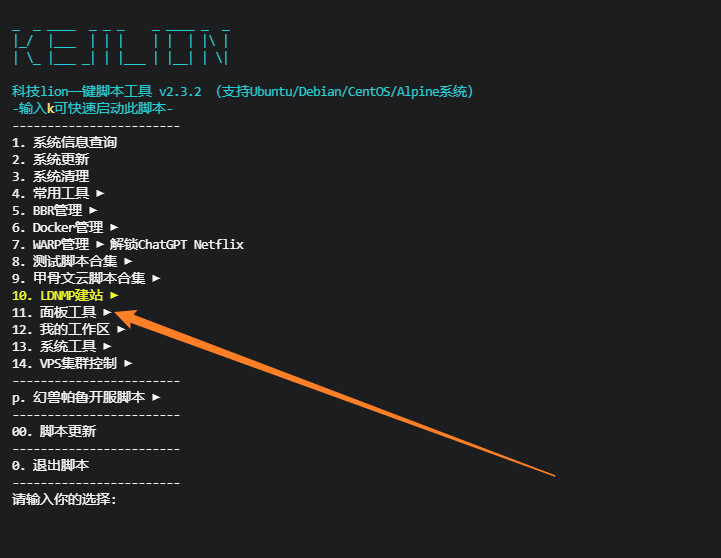 KEJILION
科技lion一键脚本工具 v2.3.2 （支持Ubuntu/Debian/CentOS/Alpine系统）
-输入k可快速启动此脚本-
------------------------
1. 系统信息查询
2. 系统更新
3. 系统清理
4. 常用工具 ▶
5. BBR管理 ▶
6. Docker管理 ▶
7. WARP管理 ▶ 解锁ChatGPT Netflix
8. 测试脚本合集 ▶
9. 甲骨文云脚本合集 ▶
10. LDNMP建站 ▶
11. 面板工具 ▶
12. 我的工作区 ▶
13. 系统工具 ▶
14. VPS集群控制 ▶
------------------------
p. 幻兽帕鲁开服脚本 ▶
------------------------
00. 脚本更新
------------------------
0. 退出脚本
------------------------
请输入你的选择: